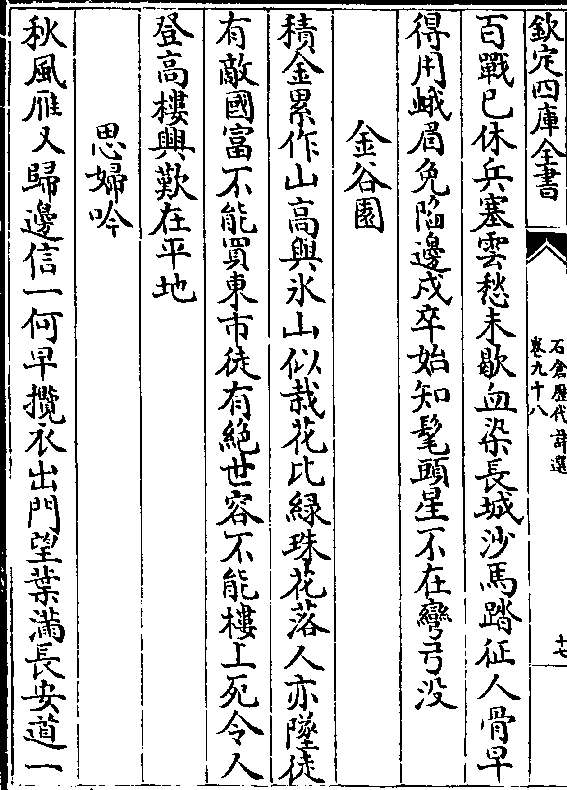 欽定四庫全書
石倉歴代詩選
卷九十八
十七
百戰已休兵塞雲愁未歇血染長城沙馬踏征人骨早
得用蛾眉免陷邊戍卒始知髦頭星不在彎弓没
金谷園
積金累作山高與氷山似栽花比緑珠花落人亦墜徒
有敵國富不能買東市徒有絶世容不能樓上死令人
登高樓興歎在平地
思婦吟
秋風雁又歸邊信一何早攬衣出門望葉滿長安道一